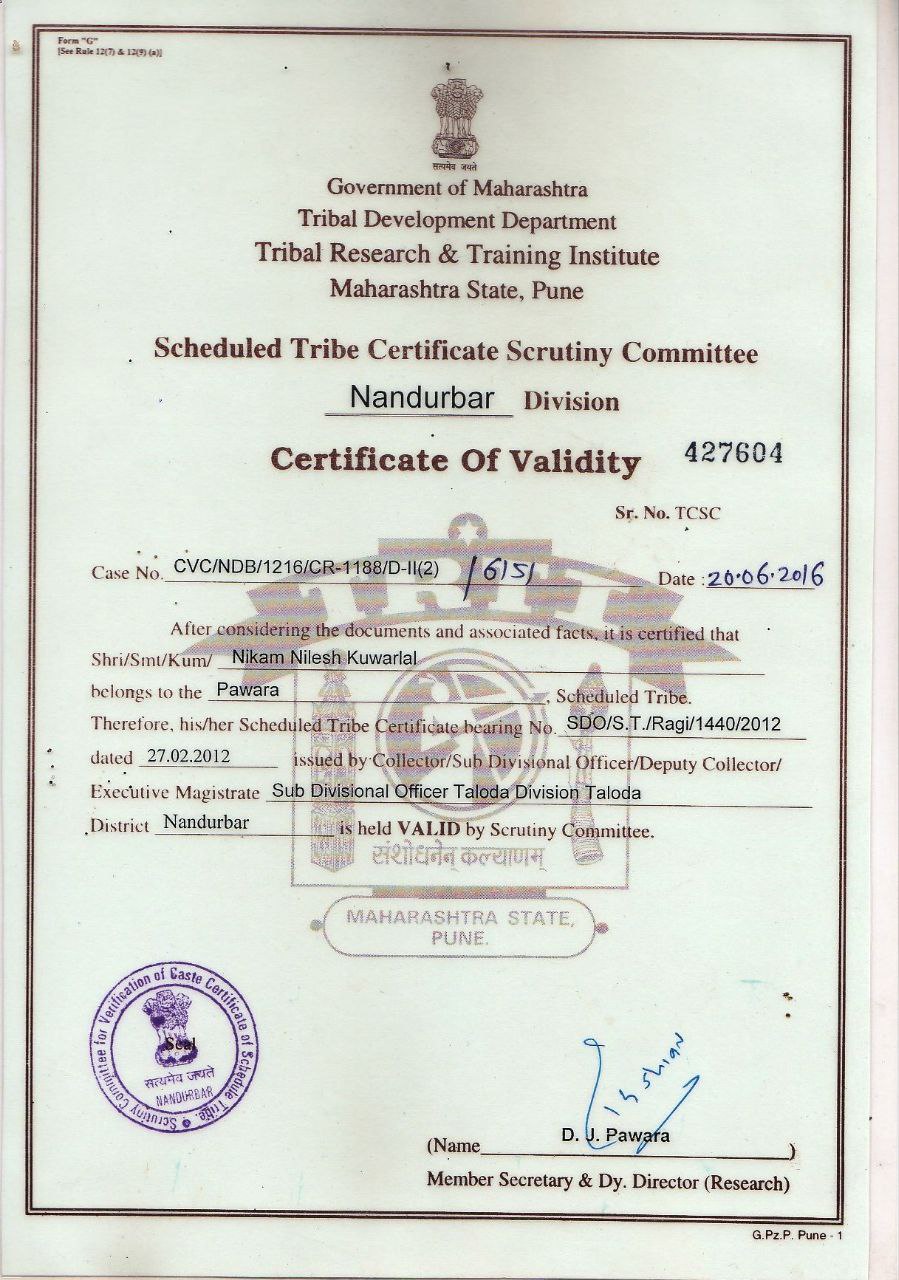 Form "G"
[See Rule 12(7) & 12(9) (a)]
सत्यमेव जयते
Government of Maharashtra
Tribal Development Department
Tribal Research & Training Institute
Maharashtra State, Pune
Scheduled Tribe Certificate Scrutiny Committee
Nandurbar Division
Certificate Of Validity 427604
Sr. No. TCSC
Case No. CVC/NDB/1216/CR-1188/D-II(2) /6151 Date : 20.06.2016
TRTI
After considering the documents and associated facts, it is certified that
Shri/Smt/Kum/ Nikam Nilesh Kuwarlal
belongs to the Pawara, Scheduled Tribe.
Therefore, his/her Scheduled Tribe Certificate bearing No. SDO/S.T./Ragi/1440/2012
dated 27.02.2012 issued by Collector/Sub Divisional Officer/Deputy Collector/
Executive Magistrate Sub Divisional Officer Taloda Division Taloda
District Nandurbar is held VALID by Scrutiny Committee.
संशोधनेन् कल्याणम्
MAHARASHTRA STATE,
PUNE.
Scrutiny Committee for Verification of Caste Certificate of Schedule Tribe.
Seal
सत्यमेव जयते
NANDURBAR
(Name D. J. Pawara )
Member Secretary & Dy. Director (Research)
G.Pz.P. Pune - 1